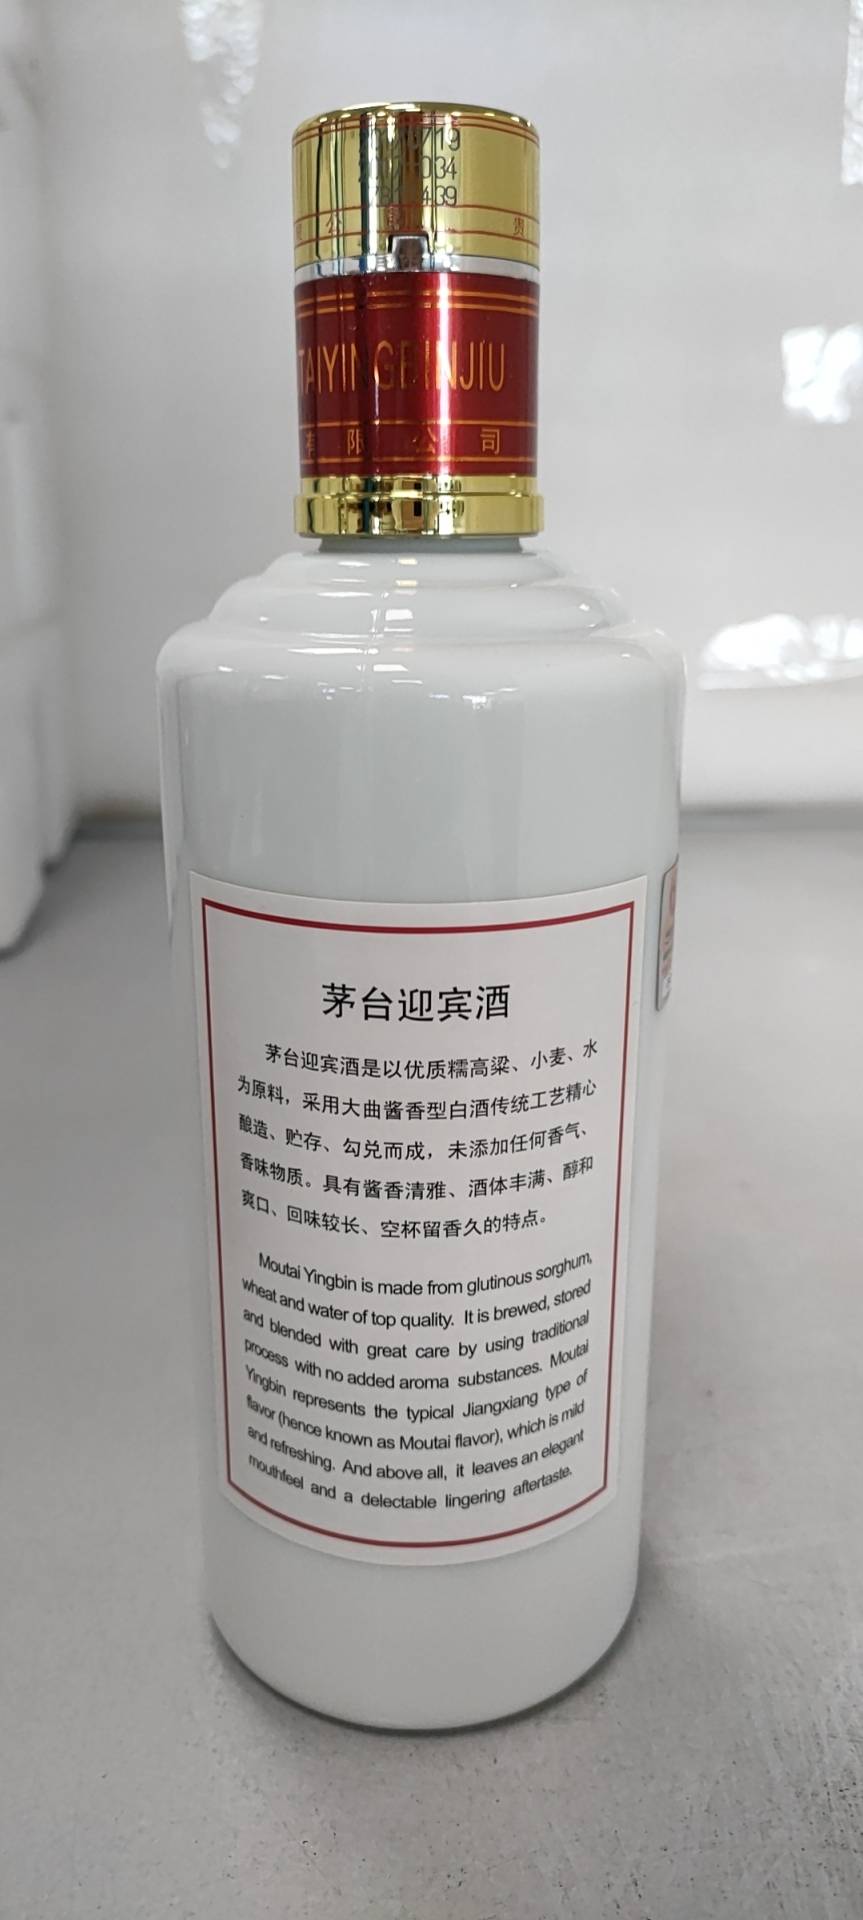 TAIYINGBINJIU
有限公司
茅台迎宾酒
茅台迎宾酒是以优质糯高粱、小麦、水
为原料，采用大曲酱香型白酒传统工艺精心
酿造、贮存、勾兑而成，未添加任何香气、
香味物质。具有酱香清雅、酒体丰满、醇和
爽口、回味较长、空杯留香久的特点。
Moutai Yingbin is made from glutinous sorghum,
wheat and water of top quality. It is brewed, stored
and blended with great care by using traditional
process with no added aroma substances. Moutai
Yingbin represents the typical Jiangxiang type of
flavor (hence known as Moutai flavor), which is mild
and refreshing. And above all, it leaves an elegant
mouthfeel and a delectable lingering aftertaste.